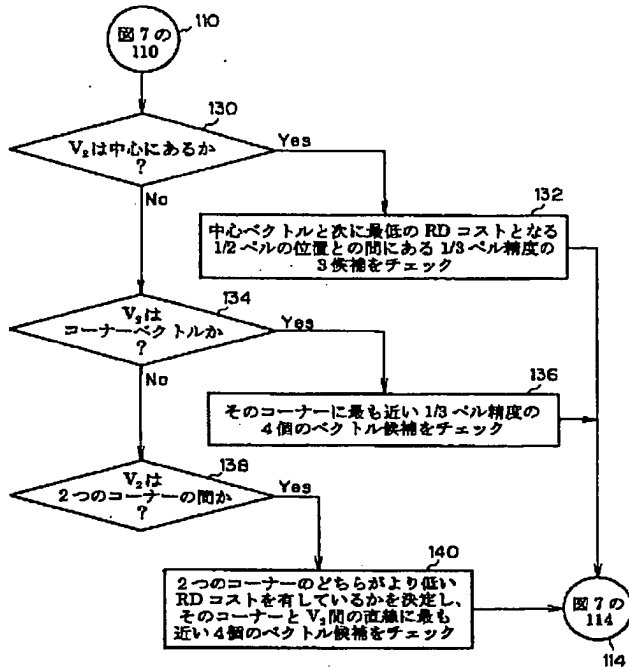 図 7 の
110
110
130
V₂は中心にあるか
?
Yes
No
132
中心ベクトルと次に最低の RD コストとなる
1/2 ペルの位置との間にある 1/3 ペル精度の
3 候補をチェック
134
V₂は
コーナーベクトルか
?
Yes
No
136
そのコーナーに最も近い 1/3 ペル精度の
4 個のベクトル候補をチェック
138
V₂は
2 つのコーナーの間か
?
Yes
140
2 つのコーナーのどちらがより低い
RD コストを有しているかを決定し、
そのコーナーと V₂間の直線に最も
近い 4 個のベクトル候補をチェック
図 7 の
114
114